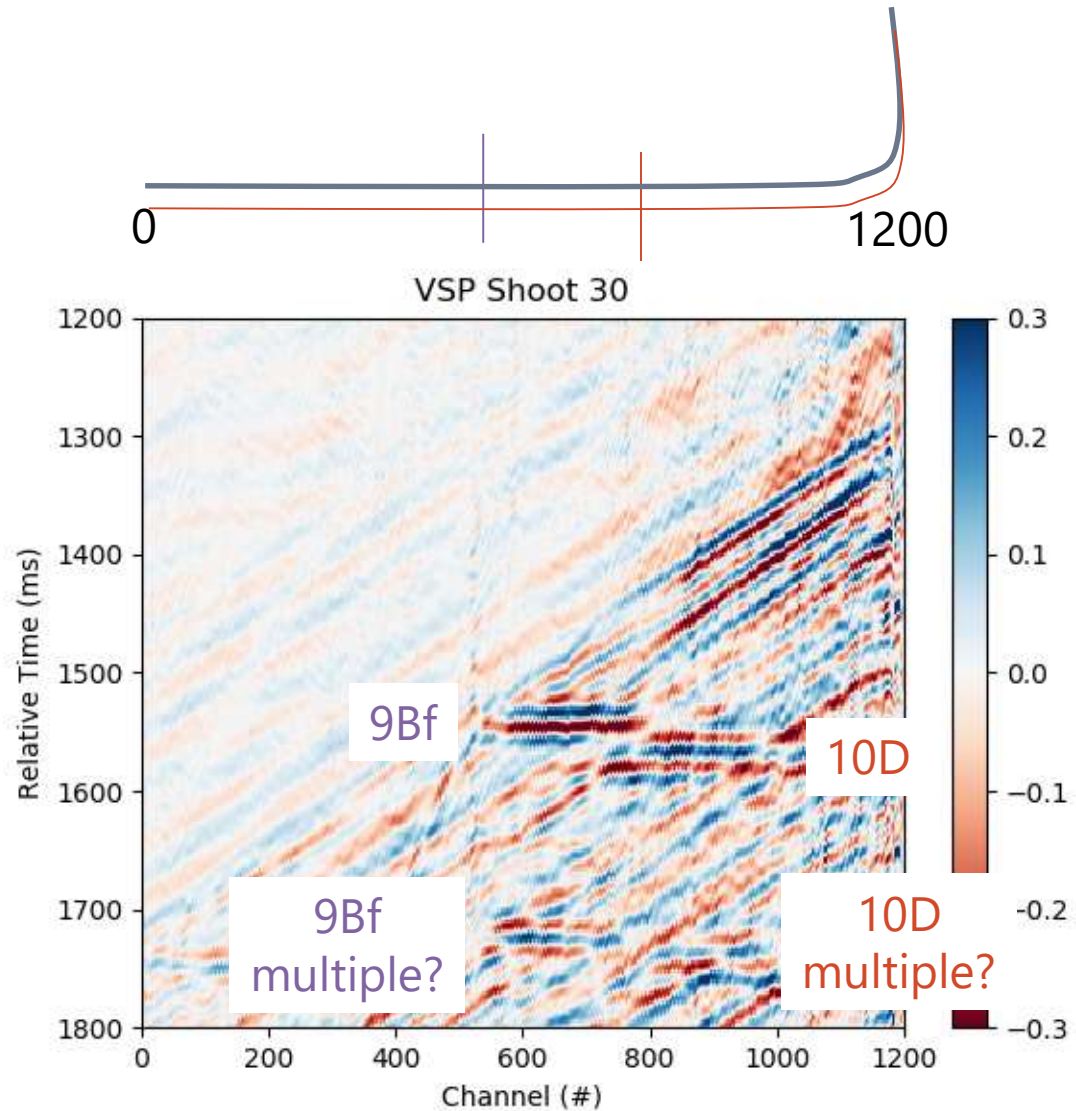 0
1200
VSP Shoot 30
1200
1300
1400
1500
1600
1700
1800
Relative Time (ms)
9Bf
10D
9Bf
multiple?
10D
multiple?
0.3
0.2
0.1
0.0
−0.1
-0.2
−0.3
0 200 400 600 800 1000 1200
Channel (#)